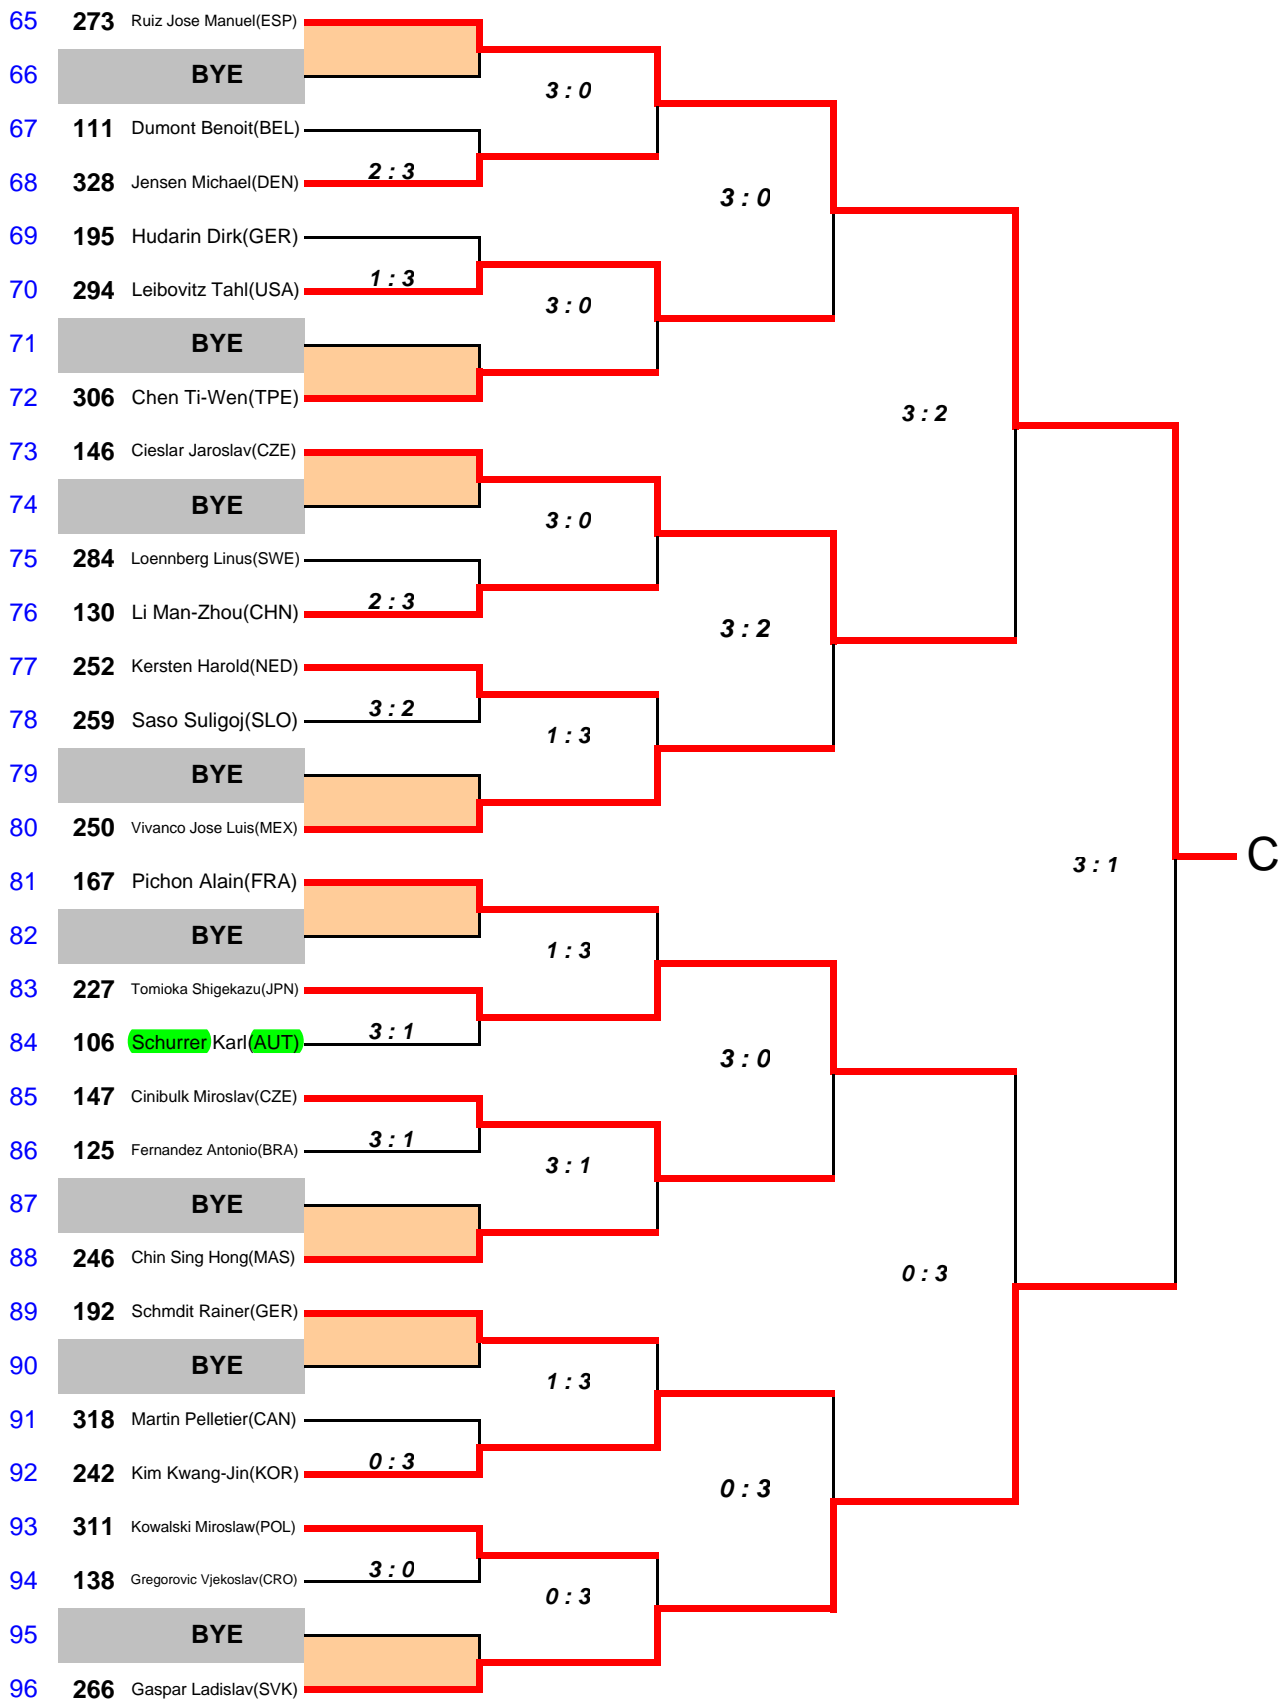 65 273 Ruiz Jose Manuel(ESP)
66 BYE
3 : 0
67 111 Dumont Benoit(BEL)
2 : 3
68 328 Jensen Michael(DEN)
3 : 0
69 195 Hudarin Dirk(GER)
1 : 3
70 294 Leibovitz Tahl(USA)
3 : 0
71 BYE
72 306 Chen Ti-Wen(TPE)
3 : 2
73 146 Cieslar Jaroslav(CZE)
74 BYE
3 : 0
75 284 Loennberg Linus(SWE)
2 : 3
76 130 Li Man-Zhou(CHN)
3 : 2
77 252 Kersten Harold(NED)
3 : 2
78 259 Saso Suligoj(SLO)
1 : 3
79 BYE
80 250 Vivanco Jose Luis(MEX)
3 : 1 C
81 167 Pichon Alain(FRA)
82 BYE
1 : 3
83 227 Tomioka Shigekazu(JPN)
3 : 1
84 106 Schurrer Karl(AUT)
3 : 0
85 147 Cinibulk Miroslav(CZE)
3 : 1
86 125 Fernandez Antonio(BRA)
3 : 1
87 BYE
88 246 Chin Sing Hong(MAS)
0 : 3
89 192 Schmdit Rainer(GER)
90 BYE
1 : 3
91 318 Martin Pelletier(CAN)
0 : 3
92 242 Kim Kwang-Jin(KOR)
0 : 3
93 311 Kowalski Miroslaw(POL)
3 : 0
94 138 Gregorovic Vjekoslav(CRO)
0 : 3
95 BYE
96 266 Gaspar Ladislav(SVK)